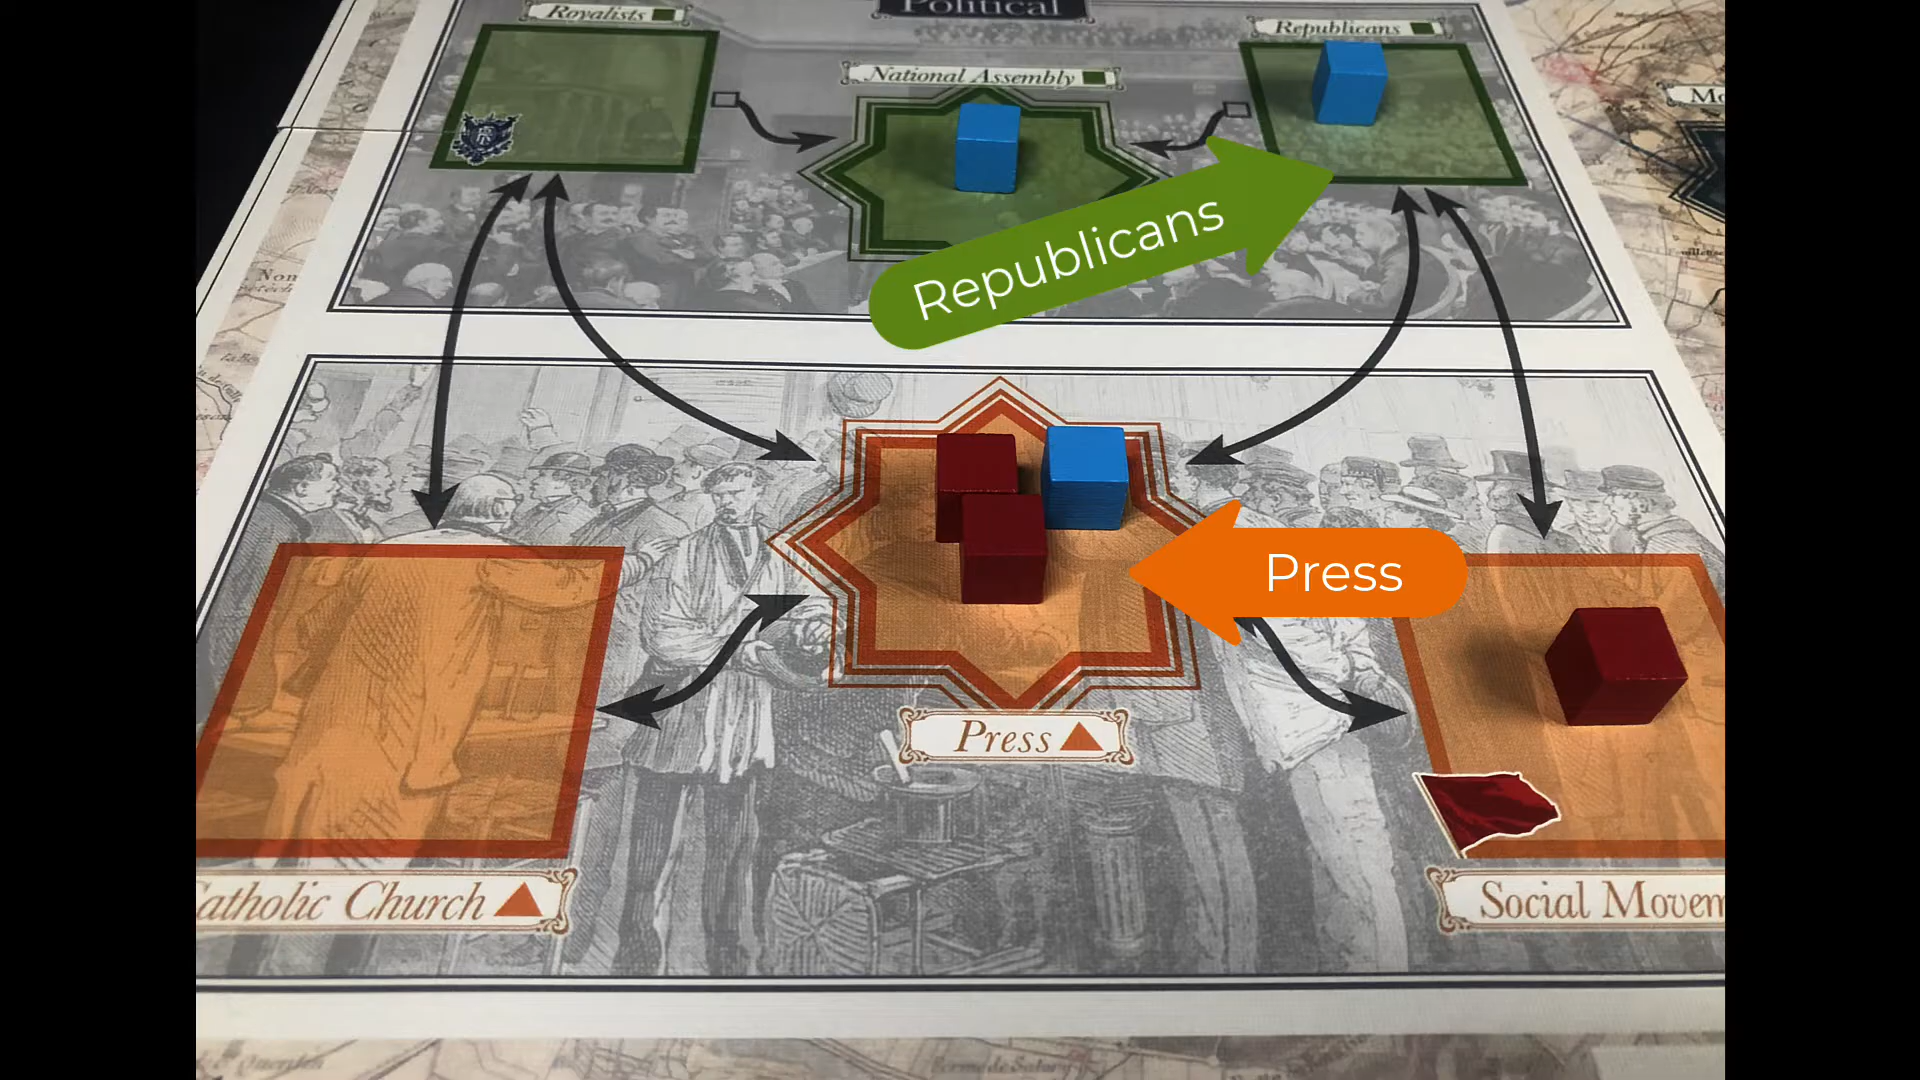 Political
Royalists
Republicans
National Assembly
Republicans
Press
Press
atholic Church
Social Movem